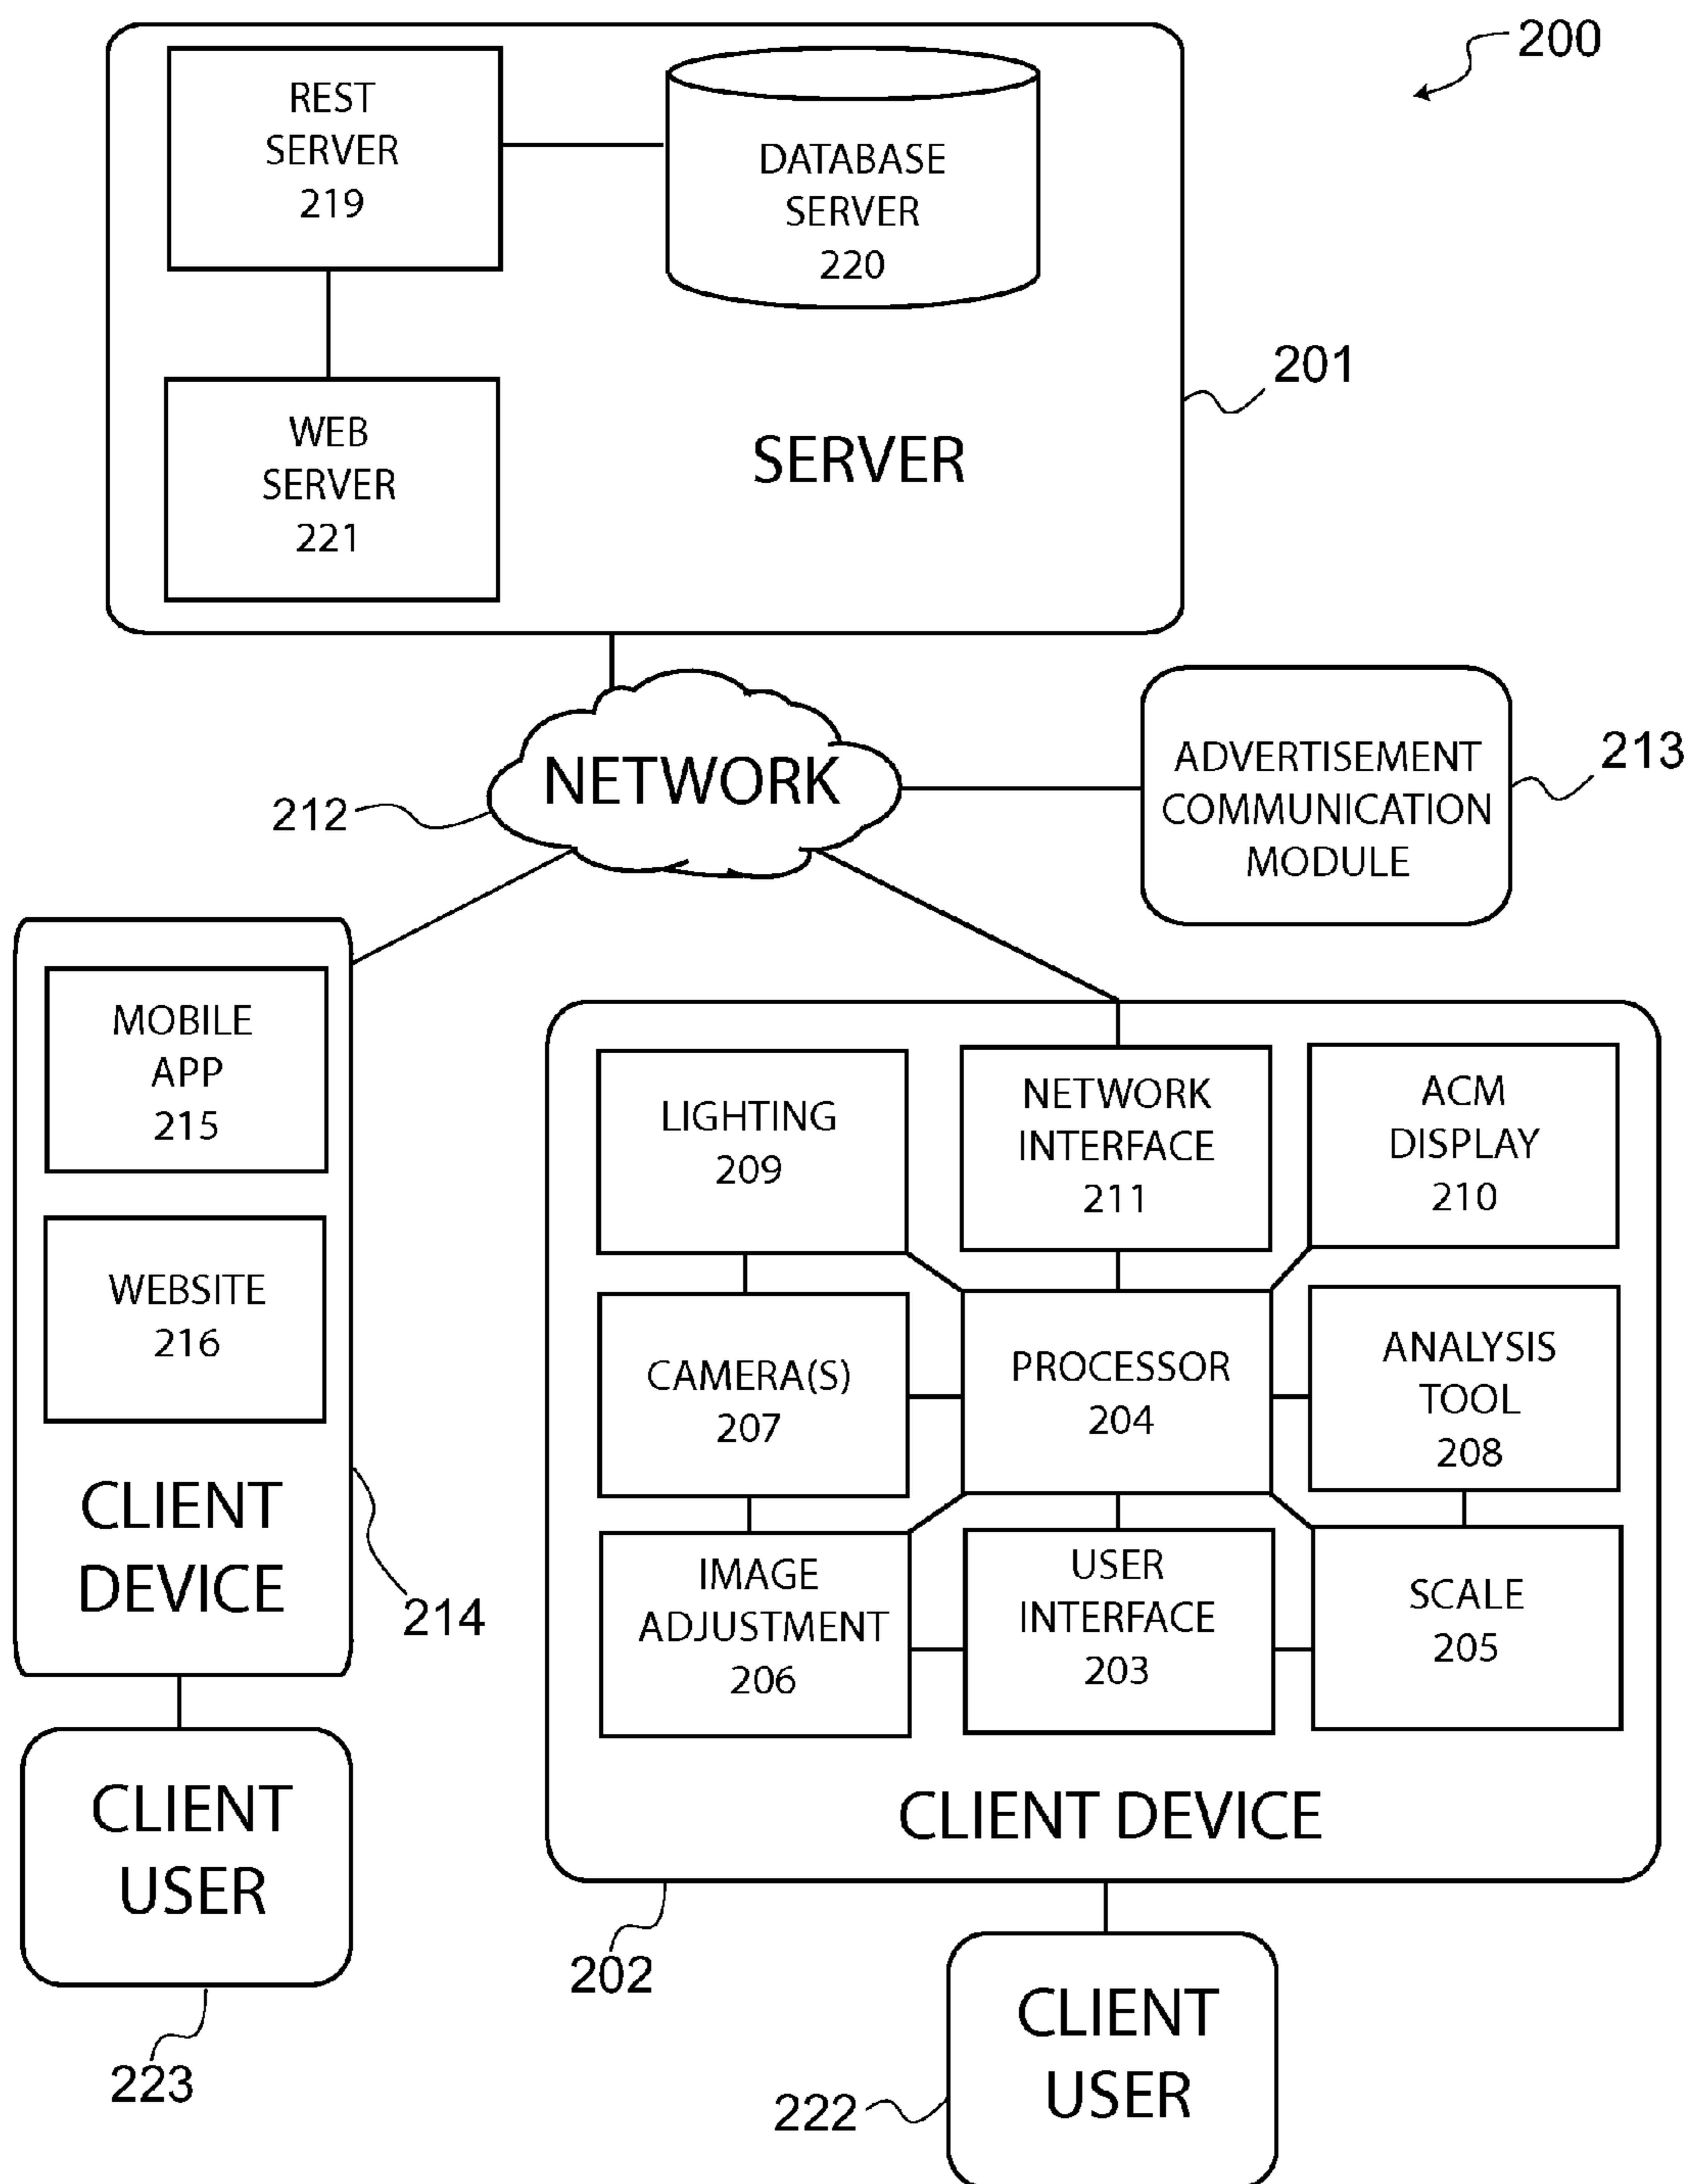 200
REST
SERVER
219
DATABASE
SERVER
220
201
WEB
SERVER
221
SERVER
NETWORK
212
ADVERTISEMENT
COMMUNICATION
MODULE
213
MOBILE
APP
215
WEBSITE
216
CLIENT
DEVICE
214
LIGHTING
209
NETWORK
INTERFACE
211
ACM
DISPLAY
210
CAMERA(S)
207
PROCESSOR
204
ANALYSIS
TOOL
208
IMAGE
ADJUSTMENT
206
USER
INTERFACE
203
SCALE
205
CLIENT DEVICE
202
CLIENT
USER
223
CLIENT
USER
222